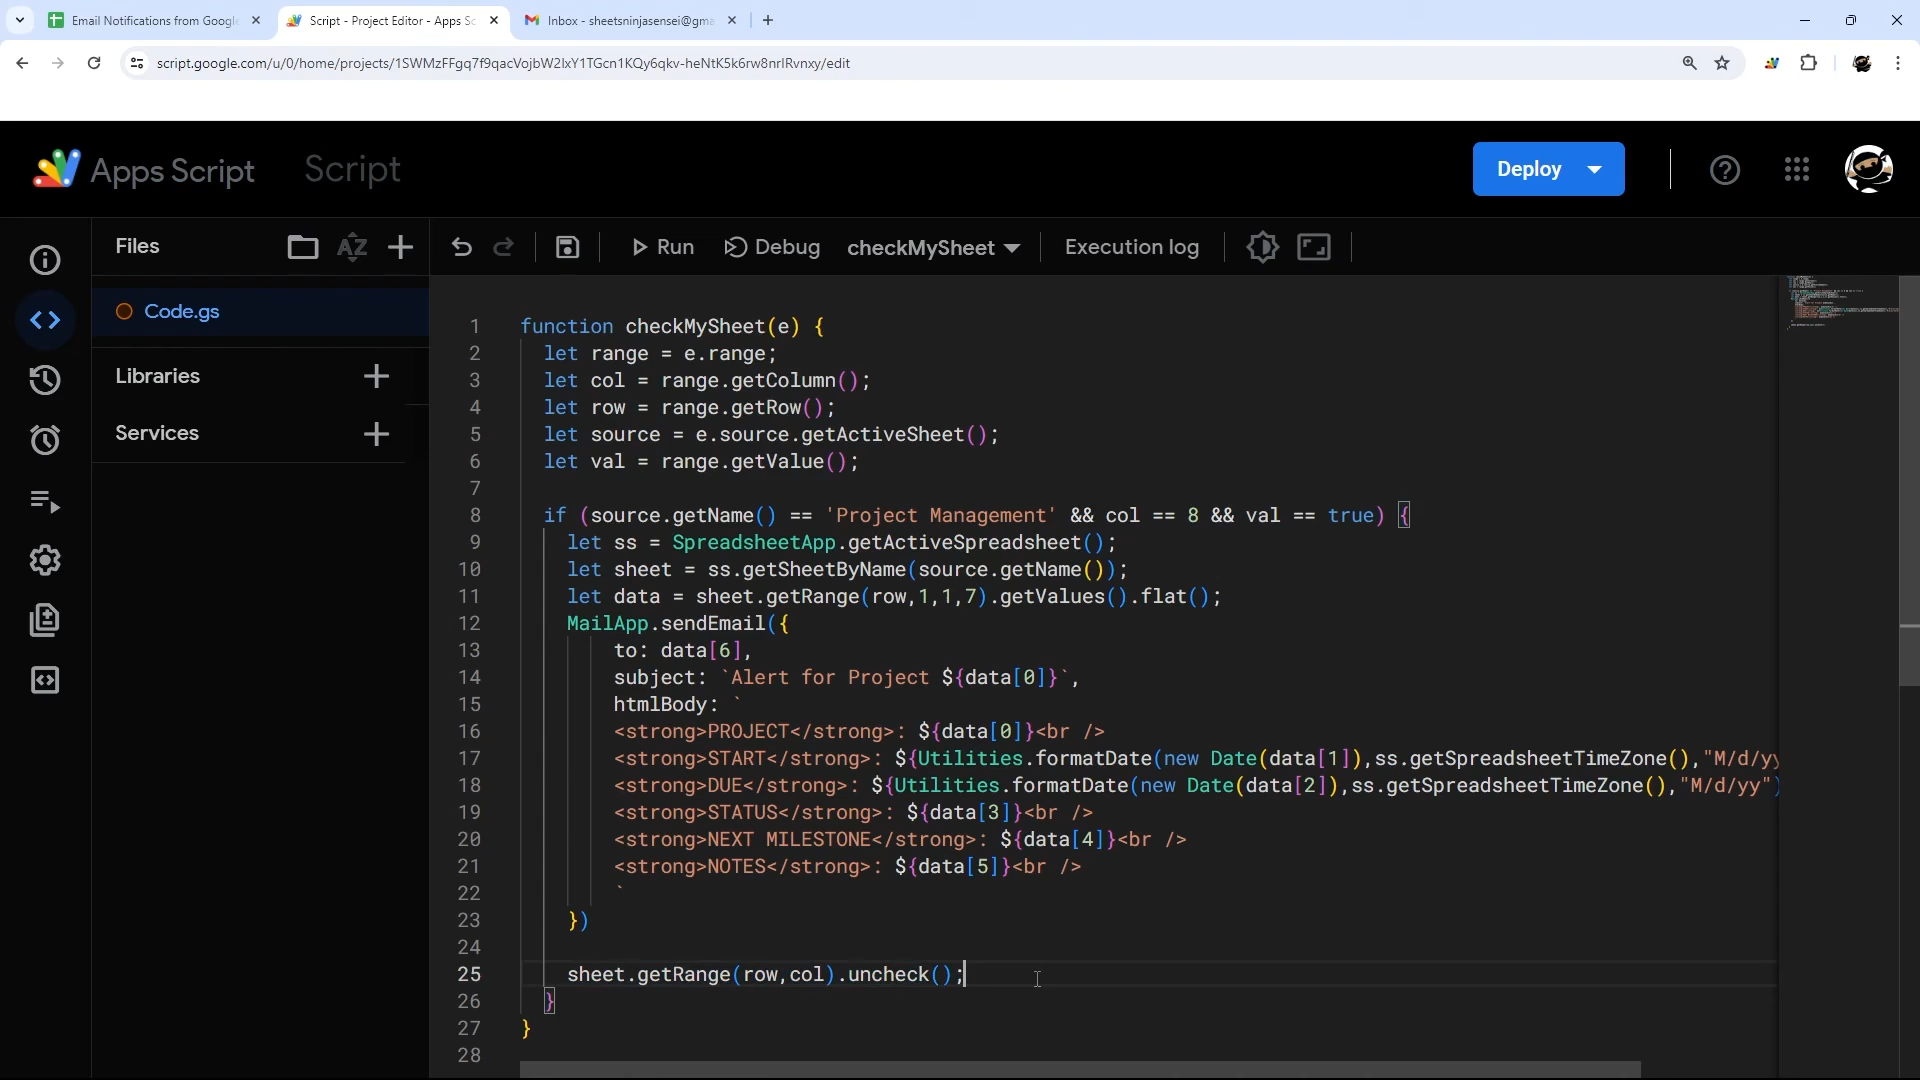 Email Notifications from Google
Script - Project Editor - Apps Sc
Inbox - sheetsninjasensei@gma
script.google.com/u/0/home/projects/1SWMzFFgq7f9qacVojbW2IxY1TGcn1KQy6qkv-heNtK5k6rw8nrIRvnxy/edit
Apps Script
Script
Deploy
Files
AZ
Run
Debug
checkMySheet
Execution log
Code.gs
Libraries
Services
1 function checkMySheet(e) {
2 let range = e.range;
3 let col = range.getColumn();
4 let row = range.getRow();
5 let source = e.source.getActiveSheet();
6 let val = range.getValue();
7
8 if (source.getName() == 'Project Management' && col == 8 && val == true) {
9 let ss = SpreadsheetApp.getActiveSpreadsheet();
10 let sheet = ss.getSheetByName(source.getName());
11 let data = sheet.getRange(row,1,1,7).getValues().flat();
12 MailApp.sendEmail({
13 to: data[6],
14 subject: `Alert for Project ${data[0]}`,
15 htmlBody: `
16 <strong>PROJECT</strong>: ${data[0]}<br />
17 <strong>START</strong>: ${Utilities.formatDate(new Date(data[1]),ss.getSpreadsheetTimeZone(),"M/d/yy
18 <strong>DUE</strong>: ${Utilities.formatDate(new Date(data[2]),ss.getSpreadsheetTimeZone(),"M/d/yy")
19 <strong>STATUS</strong>: ${data[3]}<br />
20 <strong>NEXT MILESTONE</strong>: ${data[4]}<br />
21 <strong>NOTES</strong>: ${data[5]}<br />
22 `
23 })
24
25 sheet.getRange(row,col).uncheck();
26 }
27 }
28